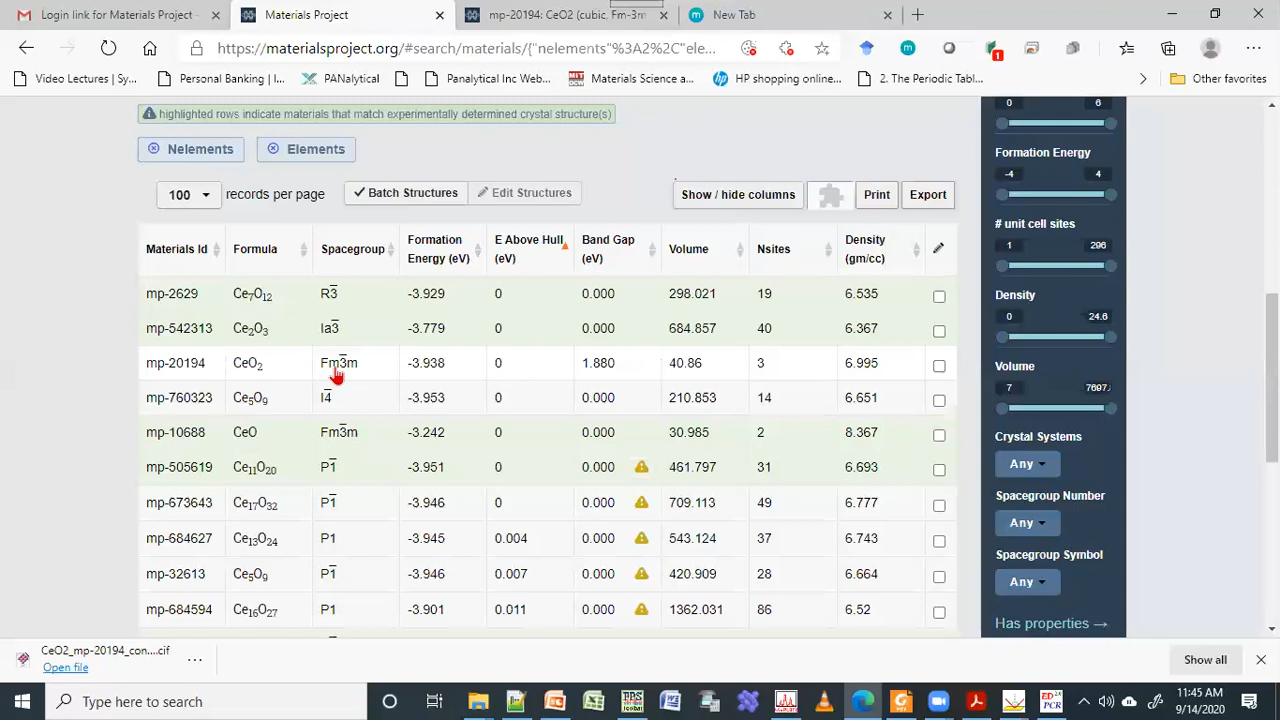 Login link for Materials Project - Materials Project mp-20194: CeO2 (cubic, Fm-3m New Tab
https://materialsproject.org/#search/materials/{"nelements"%3A2%2C"ele...
1
Video Lectures | Sy... Personal Banking | I... PANalytical Panalytical Inc Web... Materials Science a... HP shopping online... 2. The Periodic Tabl... Other favorites
highlighted rows indicate materials that match experimentally determined crystal structure(s)
Nelements Elements
100 records per page Batch Structures Edit Structures Show / hide columns Print Export
Materials Id Formula Spacegroup Formation Energy (eV) E Above Hull (eV) Band Gap (eV) Volume Nsites Density (gm/cc)
mp-2629 Ce₇O₁₂ R3̅ -3.929 0 0.000 298.021 19 6.535
mp-542313 Ce₂O₃ Ia3̅ -3.779 0 0.000 684.857 40 6.367
mp-20194 CeO₂ Fm3̅m -3.938 0 1.880 40.86 3 6.995
mp-760323 Ce₅O₉ I4̅ -3.953 0 0.000 210.853 14 6.651
mp-10688 CeO Fm3̅m -3.242 0 0.000 30.985 2 8.367
mp-505619 Ce₁₁O₂₀ P1̅ -3.951 0 0.000 461.797 31 6.693
mp-673643 Ce₁₇O₃₂ P1̅ -3.946 0 0.000 709.113 49 6.777
mp-684627 Ce₁₃O₂₄ P1 -3.945 0.004 0.000 543.124 37 6.743
mp-32613 Ce₅O₉ P1̅ -3.946 0.007 0.000 420.909 28 6.664
mp-684594 Ce₁₆O₂₇ P1 -3.901 0.011 0.000 1362.031 86 6.52
0 6
Formation Energy
-4 4
# unit cell sites
1 296
Density
0 24.6
Volume
7 7697.
Crystal Systems
Any
Spacegroup Number
Any
Spacegroup Symbol
Any
Has properties →
CeO2_mp-20194_con....cif
Open file
Show all
Type here to search
11:45 AM
9/14/2020